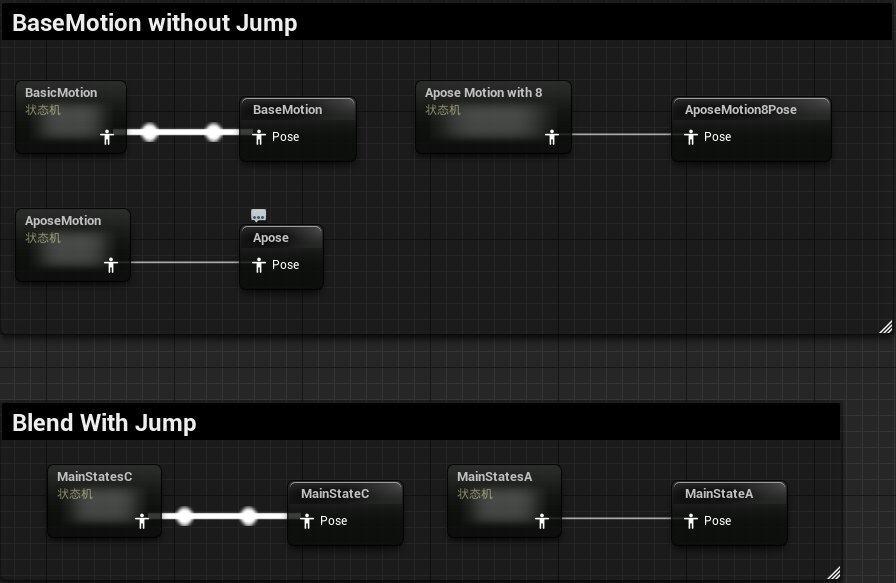 BaseMotion without Jump
BasicMotion
状态机
BaseMotion
Pose
Apose Motion with 8
状态机
AposeMotion8Pose
Pose
AposeMotion
状态机
Apose
Pose
Blend With Jump
MainStatesC
状态机
MainStateC
Pose
MainStatesA
状态机
MainStateA
Pose